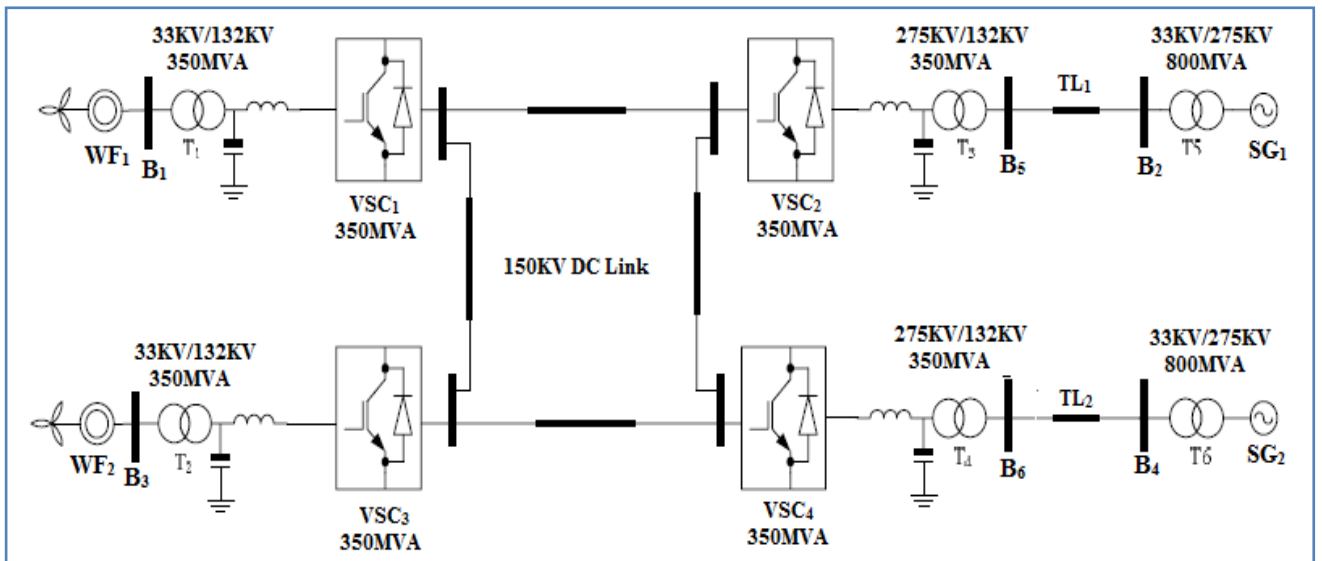 33KV/132KV
350MVA
275KV/132KV
350MVA
33KV/275KV
800MVA
TL1
WF1
B1
T1
VSC1
350MVA
VSC2
350MVA
T3
B5
B2
T5
SG1
150KV DC Link
33KV/132KV
350MVA
275KV/132KV
350MVA
33KV/275KV
800MVA
TL2
WF2
B3
T2
VSC3
350MVA
VSC4
350MVA
T4
B6
B4
T6
SG2